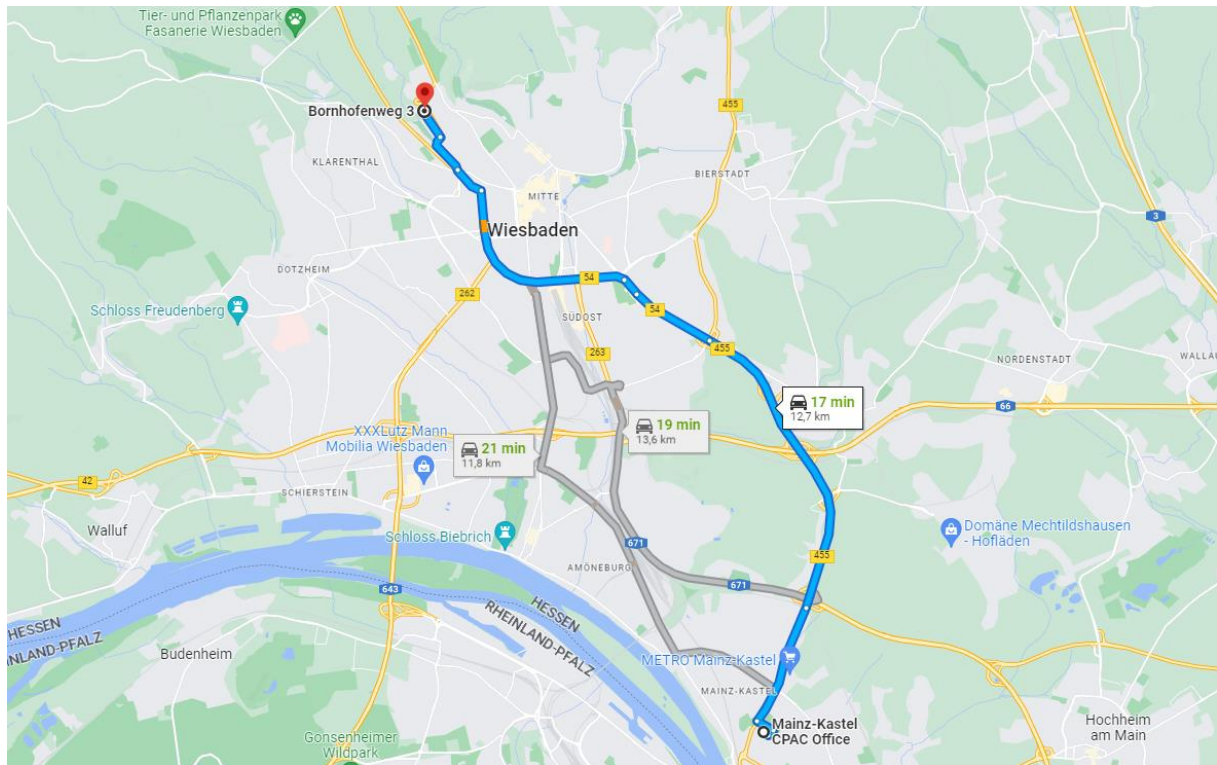 Tier- und Pflanzenpark
Fasanerie Wiesbaden
Bornhofenweg 3
455
KLARENTHAL
BIERSTADT
MITTE
3
Wiesbaden
DOTZHEIM
54
262
Schloss Freudenberg
54
SÜDOST
455
263
NORDENSTADT
WALLAU
17 min
12,7 km
66
19 min
13,6 km
XXXLutz Mann
Mobilia Wiesbaden
21 min
11,8 km
42
SCHIERSTEIN
Walluf
Domäne Mechtildshausen
- Hofläden
Schloss Biebrich
671
455
AMÖNEBURG
671
643
HESSEN
RHEINLAND-PFALZ
HESSEN
INLAND-PFALZ
Budenheim
METRO Mainz-Kastel
MAINZ-KASTEL
Mainz-Kastel
CPAC Office
Hochheim
am Main
Gonsenheimer
Wildpark